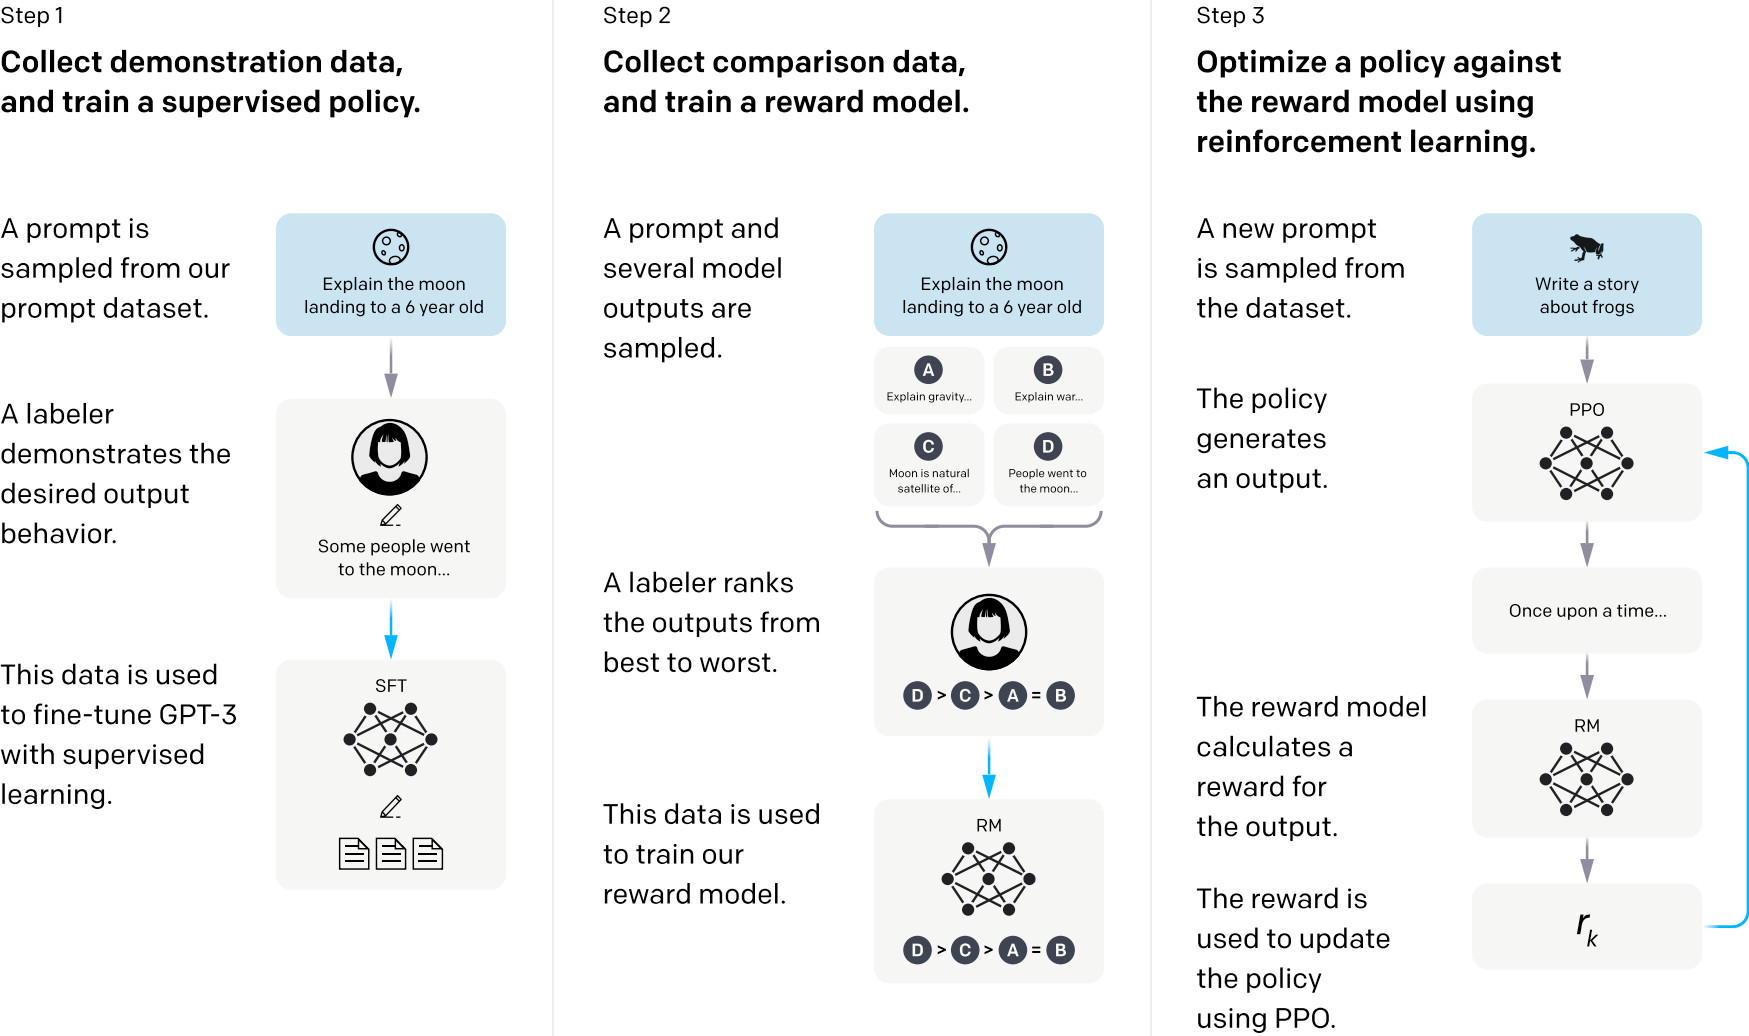 Step 1
Collect demonstration data,
and train a supervised policy.
A prompt is
sampled from our
prompt dataset.
Explain the moon
landing to a 6 year old
A labeler
demonstrates the
desired output
behavior.
Some people went
to the moon...
This data is used
to fine-tune GPT-3
with supervised
learning.
SFT
Step 2
Collect comparison data,
and train a reward model.
A prompt and
several model
outputs are
sampled.
Explain the moon
landing to a 6 year old
A
Explain gravity...
B
Explain war...
C
Moon is natural
satellite of...
D
People went to
the moon...
A labeler ranks
the outputs from
best to worst.
D > C > A = B
This data is used
to train our
reward model.
RM
D > C > A = B
Step 3
Optimize a policy against
the reward model using
reinforcement learning.
A new prompt
is sampled from
the dataset.
Write a story
about frogs
The policy
generates
an output.
PPO
Once upon a time...
The reward model
calculates a
reward for
the output.
RM
The reward is
used to update
the policy
using PPO.
r_k